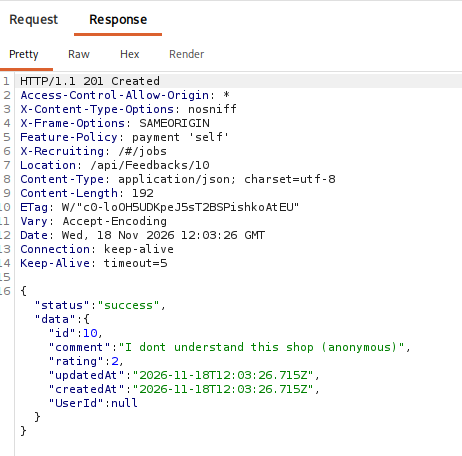 Request Response
Pretty Raw Hex Render
1 HTTP/1.1 201 Created
2 Access-Control-Allow-Origin: *
3 X-Content-Type-Options: nosniff
4 X-Frame-Options: SAMEORIGIN
5 Feature-Policy: payment 'self'
6 X-Recruiting: /#/jobs
7 Location: /api/Feedbacks/10
8 Content-Type: application/json; charset=utf-8
9 Content-Length: 192
10 ETag: W/"c0-loOH5UDKpeJ5sT2BSPishkoAtEU"
11 Vary: Accept-Encoding
12 Date: Wed, 18 Nov 2026 12:03:26 GMT
13 Connection: keep-alive
14 Keep-Alive: timeout=5
15
16 {
"status":"success",
"data":{
"id":10,
"comment":"I dont understand this shop (anonymous)",
"rating":2,
"updatedAt":"2026-11-18T12:03:26.715Z",
"createdAt":"2026-11-18T12:03:26.715Z",
"UserId":null
}
}